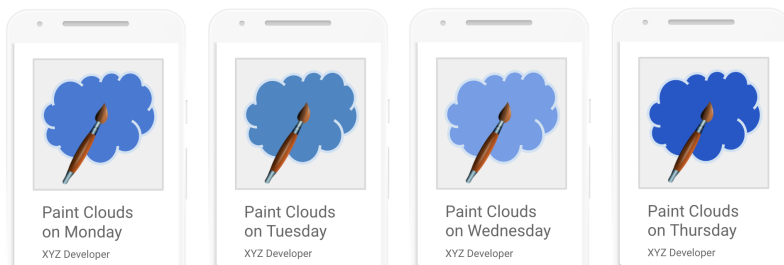 Paint Clouds
on Monday
XYZ Developer
Paint Clouds
on Tuesday
XYZ Developer
Paint Clouds
on Wednesday
XYZ Developer
Paint Clouds
on Thursday
XYZ Developer